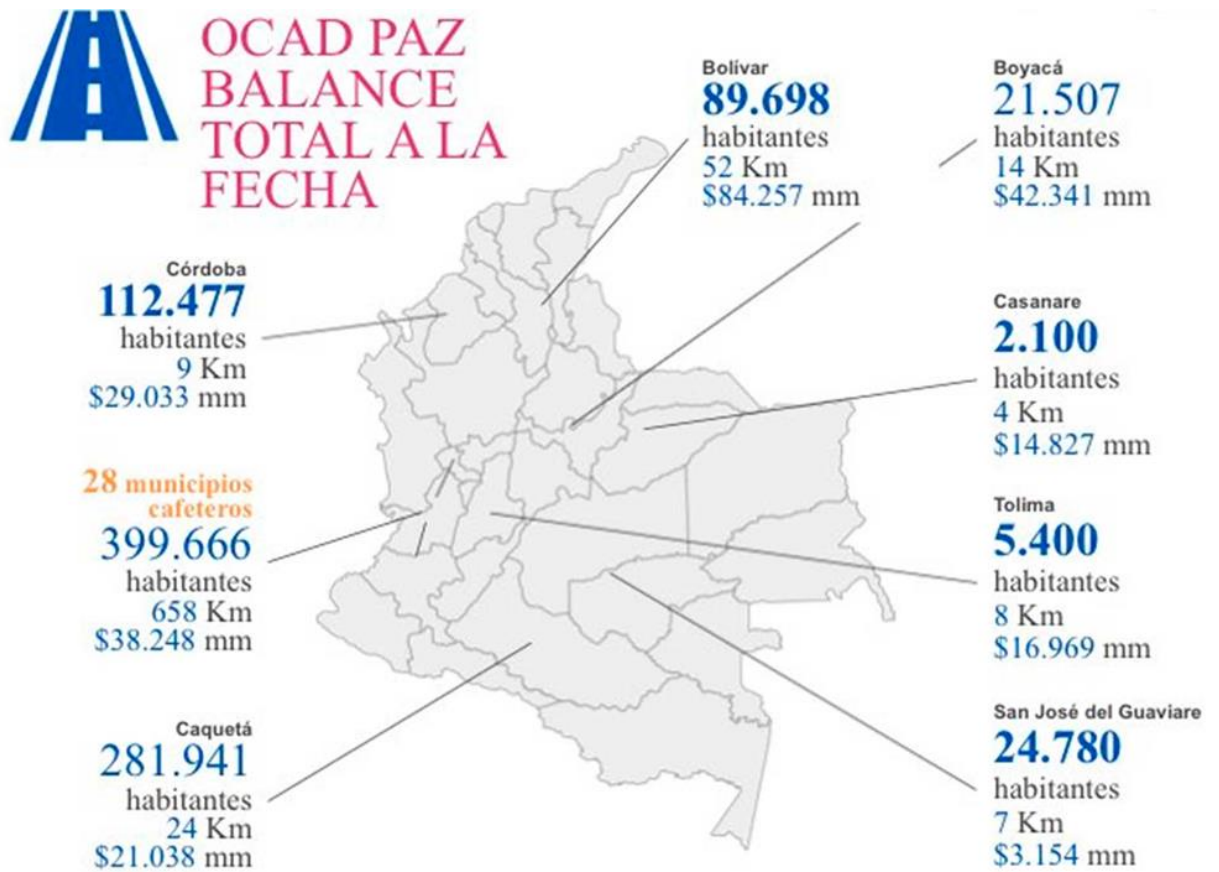 OCAD PAZ
BALANCE
TOTAL A LA
FECHA
Bolívar
89.698
habitantes
52 Km
$84.257 mm
Boyacá
21.507
habitantes
14 Km
$42.341 mm
Córdoba
112.477
habitantes
9 Km
$29.033 mm
Casanare
2.100
habitantes
4 Km
$14.827 mm
28 municipios
cafeteros
399.666
habitantes
658 Km
$38.248 mm
Tolima
5.400
habitantes
8 Km
$16.969 mm
Caquetá
281.941
habitantes
24 Km
$21.038 mm
San José del Guaviare
24.780
habitantes
7 Km
$3.154 mm